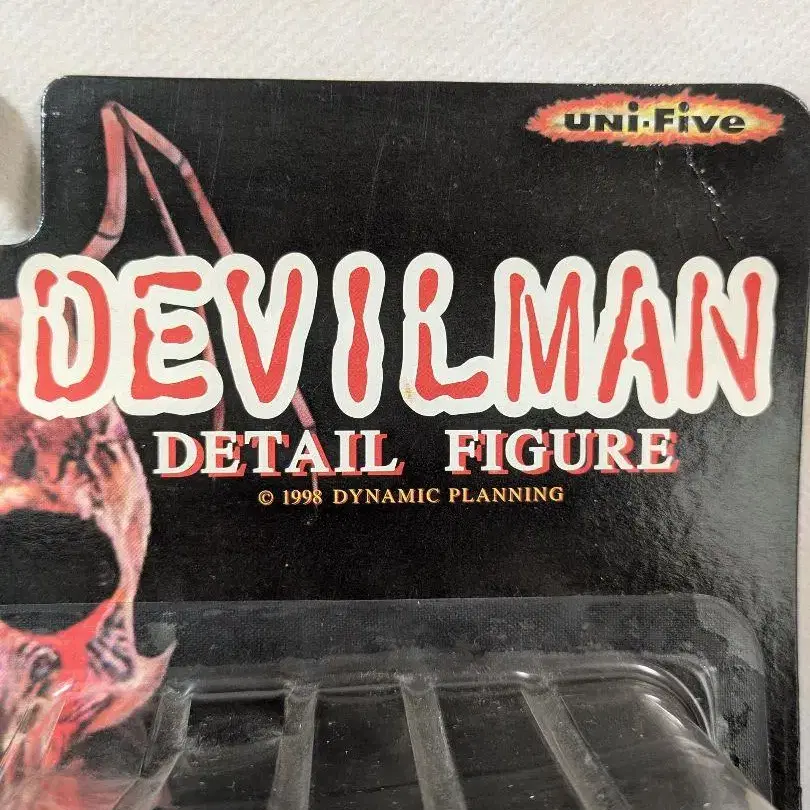 UNi·Five
DEVILMAN
DETAIL FIGURE
© 1998 DYNAMIC PLANNING